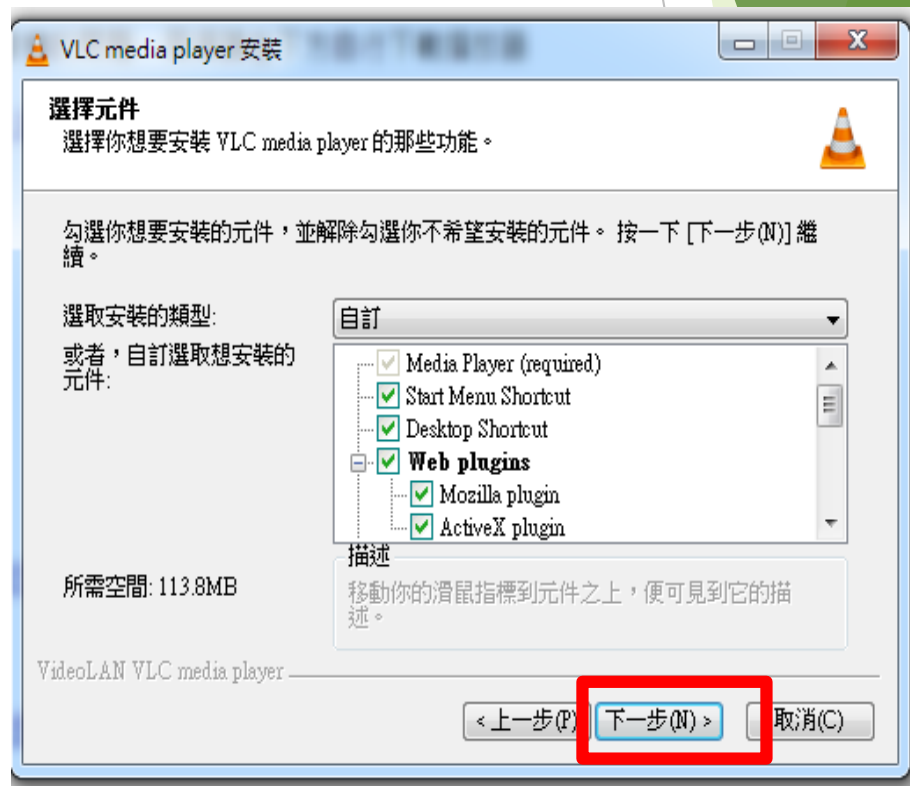 VLC media player 安裝
選擇元件
選擇你想要安裝 VLC media player 的那些功能。
勾選你想要安裝的元件，並解除勾選你不希望安裝的元件。 按一下 [下一步(N)] 繼
續。
選取安裝的類型:
自訂
或者，自訂選取想安裝的
元件:
Media Player (required)
Start Menu Shortcut
Desktop Shortcut
Web plugins
Mozilla plugin
ActiveX plugin
所需空間: 113.8MB
描述
移動你的滑鼠指標到元件之上，便可見到它的描
述。
VideoLAN VLC media player
< 上一步(P)
下一步(N) >
取消(C)